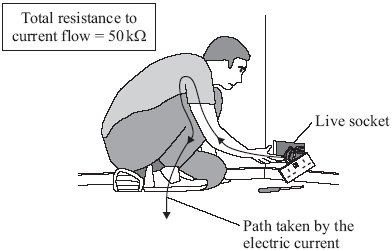 Total resistance to
current flow = 50 kΩ
Live socket
Path taken by the
electric current